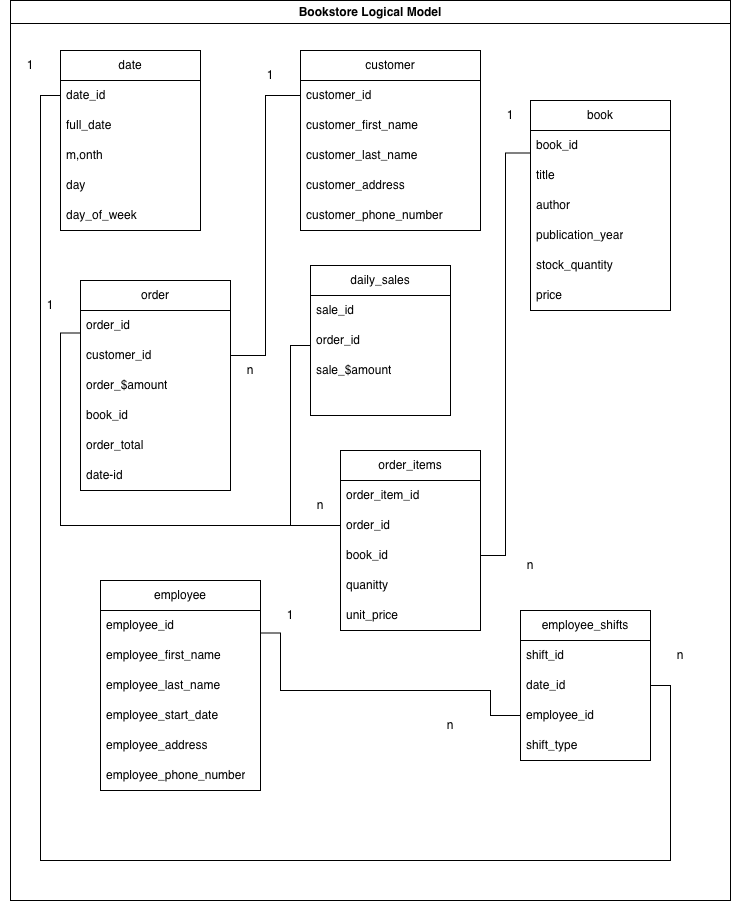 Bookstore Logical Model
1
date
date_id
full_date
m,onth
day
day_of_week
1
customer
customer_id
customer_first_name
customer_last_name
customer_address
customer_phone_number
1
book
book_id
title
author
publication_year
stock_quantity
price
1
order
order_id
customer_id
order_$amount
book_id
order_total
date-id
n
daily_sales
sale_id
order_id
sale_$amount
n
order_items
order_item_id
order_id
book_id
quanitty
unit_price
n
employee
employee_id
employee_first_name
employee_last_name
employee_start_date
employee_address
employee_phone_number
1
n
employee_shifts
shift_id
date_id
employee_id
shift_type
n